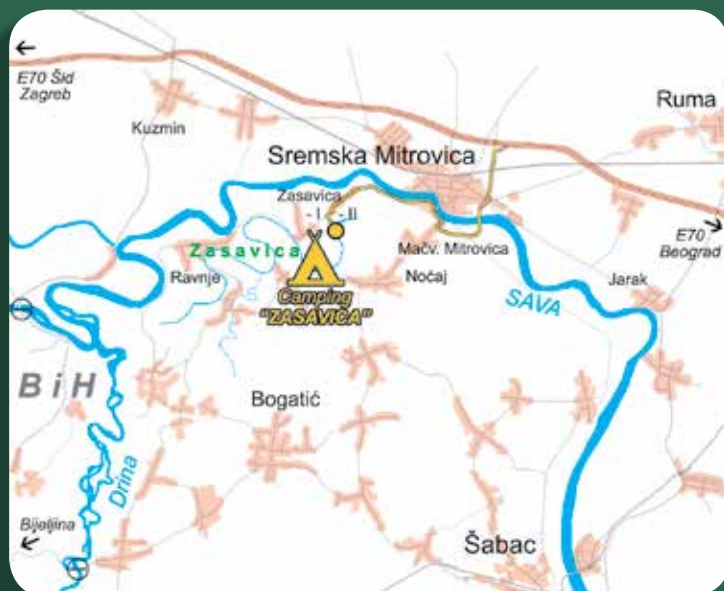 E70 Šid
Zagreb
Kuzmin
Ruma
Sremska Mitrovica
Zasavica
- I - II
Zasavica
Mačv. Mitrovica
E70
Beograd
Ravnje
Noćaj
Jarak
Camping
"ZASAVICA"
SAVA
BiH
Bogatić
Drina
Bijeljina
Šabac